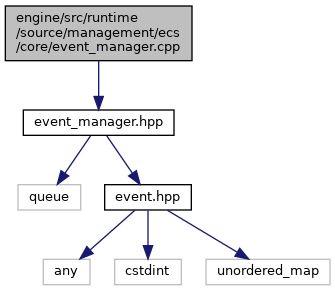 engine/src/runtime
/source/management/ecs
/core/event_manager.cpp
event_manager.hpp
queue
event.hpp
any
cstdint
unordered_map